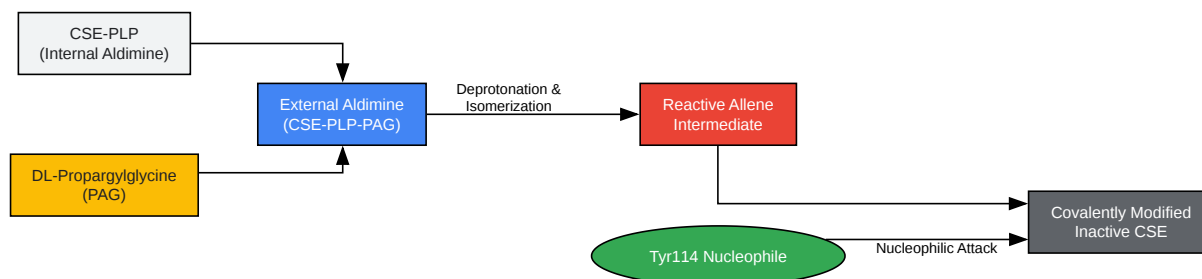 CSE-PLP
(Internal Aldimine)
DL-Propargylglycine
(PAG)
External Aldimine
(CSE-PLP-PAG)
Deprotonation &
Isomerization
Reactive Allene
Intermediate
Tyr114 Nucleophile
Nucleophilic Attack
Covalently Modified
Inactive CSE